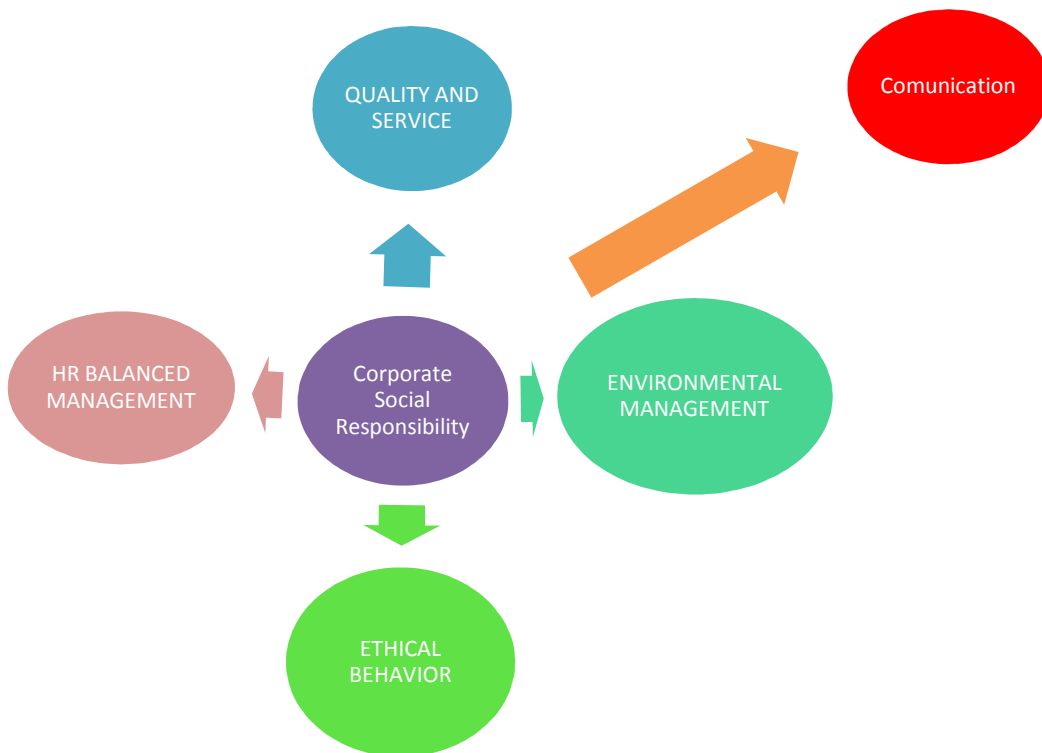 QUALITY AND
SERVICE
Comunication
HR BALANCED
MANAGEMENT
Corporate
Social
Responsibility
ENVIRONMENTAL
MANAGEMENT
ETHICAL
BEHAVIOR